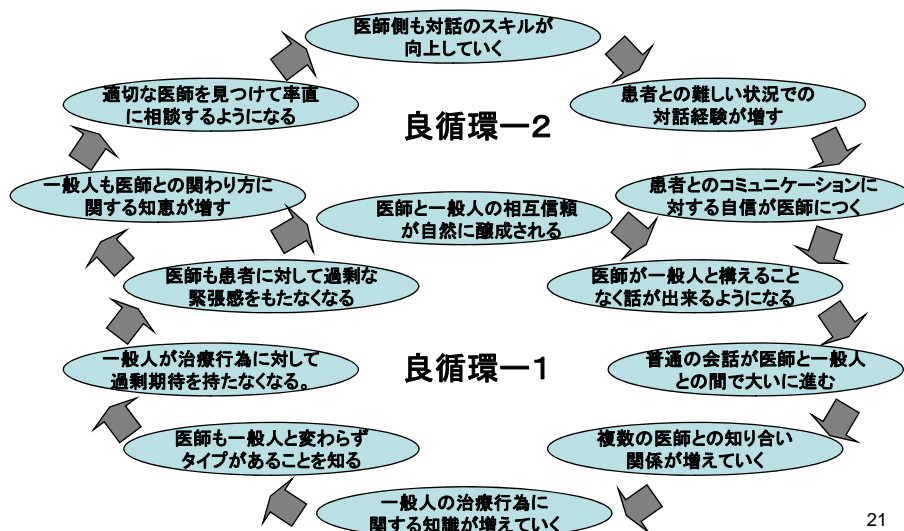 医師側も対話のスキルが
向上していく
適切な医師を見つけて率直
に相談するようになる
患者との難しい状況での
対話経験が増す
良循環ー2
一般人も医師との関わり方に
関する知恵が増す
患者とのコミュニケーションに
対する自信が医師につく
医師と一般人の相互信頼
が自然に醸成される
医師も患者に対して過剰な
緊張感をもたなくなる
医師が一般人と構えること
なく話が出来るようになる
一般人が治療行為に対して
過剰期待を持たなくなる。
良循環ー1
普通の会話が医師と一般人
との間で大いに進む
医師も一般人と変わらず
タイプがあることを知る
複数の医師との知り合い
関係が増えていく
一般人の治療行為に
関する知識が増えていく
21